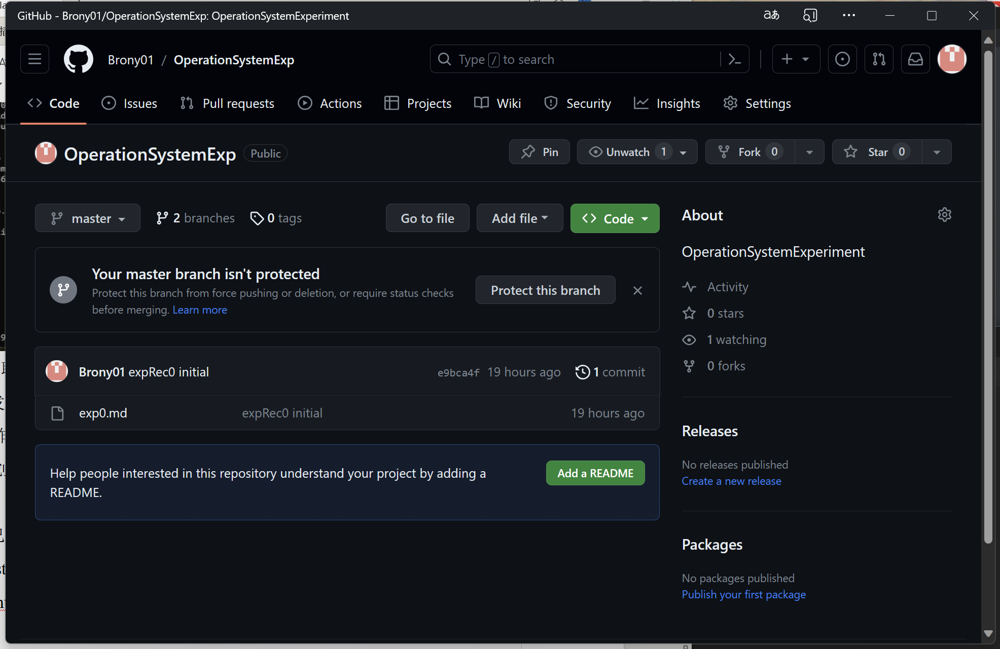 GitHub - Brony01/OperationSystemExp: OperationSystemExperiment
aあ
Brony01 / OperationSystemExp
Type / to search
Code Issues Pull requests Actions Projects Wiki Security Insights Settings
OperationSystemExp Public
Pin Unwatch 1 Fork 0 Star 0
master 2 branches 0 tags Go to file Add file Code
Your master branch isn't protected
Protect this branch from force pushing or deletion, or require status checks
before merging. Learn more
Protect this branch
Brony01 expRec0 initial e9bca4f 19 hours ago 1 commit
exp0.md expRec0 initial 19 hours ago
Help people interested in this repository understand your project by adding a
README.
Add a README
About
OperationSystemExperiment
Activity
0 stars
1 watching
0 forks
Releases
No releases published
Create a new release
Packages
No packages published
Publish your first package